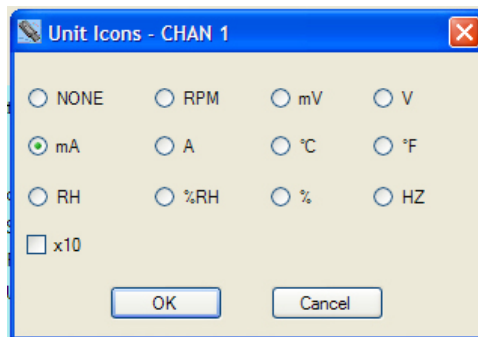 Unit Icons - CHAN 1
NONE RPM mV V
mA A °C °F
RH %RH % HZ
x10
OK Cancel